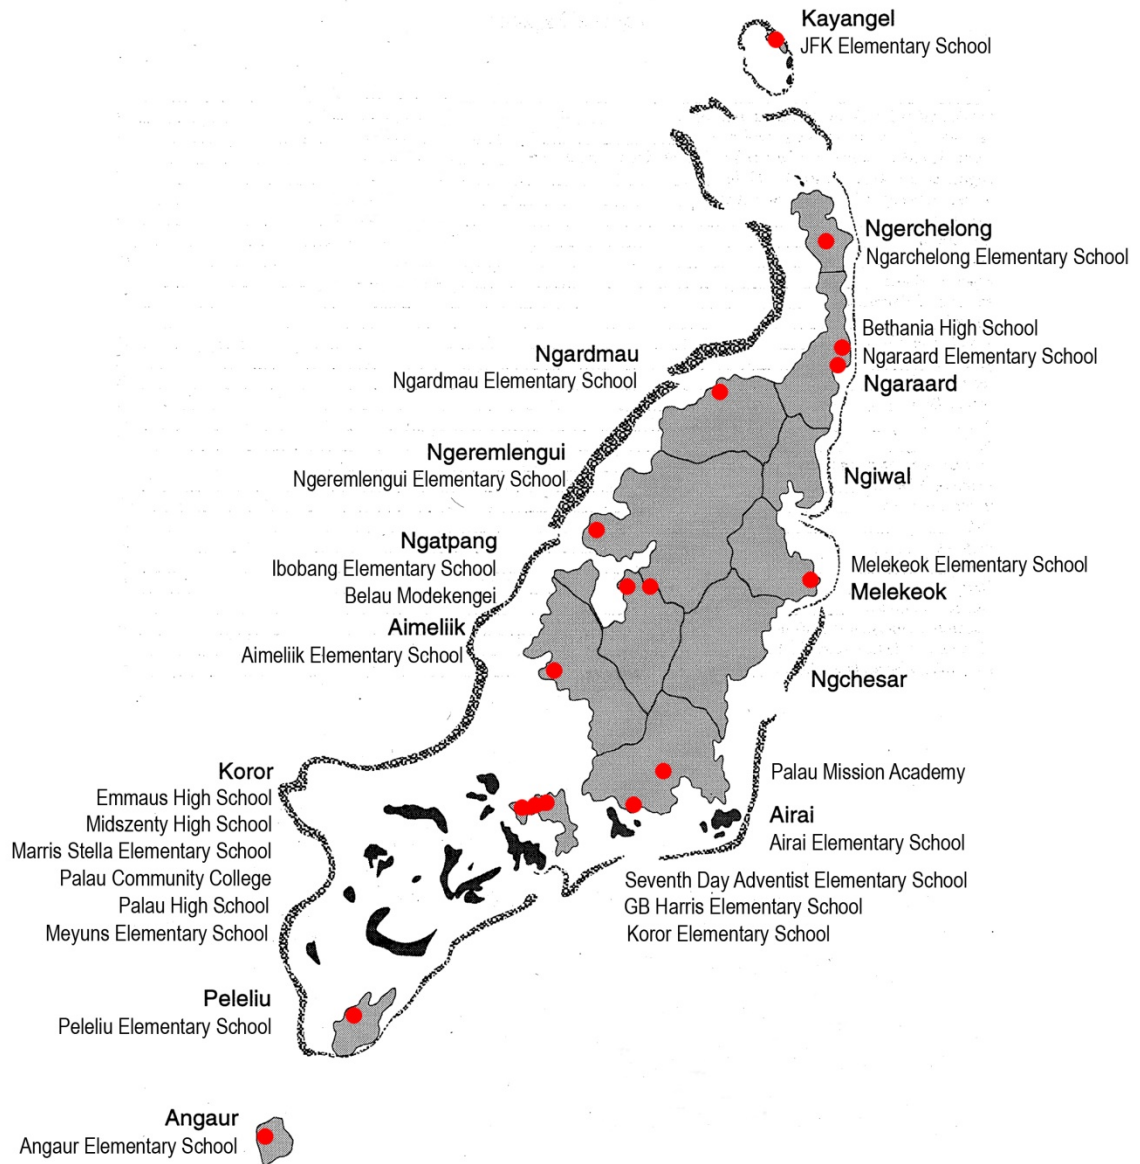 Kayangel
JFK Elementary School
Ngerchelong
Ngarchelong Elementary School
Bethania High School
Ngaraard Elementary School
Ngaraard
Ngardmau
Ngardmau Elementary School
Ngeremlengui
Ngeremlengui Elementary School
Ngiwal
Ngatpang
Ibobang Elementary School
Belau Modekengei
Melekeok Elementary School
Melekeok
Aimeliik
Aimeliik Elementary School
Ngchesar
Koror
Emmaus High School
Midszenty High School
Marris Stella Elementary School
Palau Community College
Palau High School
Meyuns Elementary School
Palau Mission Academy
Airai
Airai Elementary School
Seventh Day Adventist Elementary School
GB Harris Elementary School
Koror Elementary School
Peleliu
Peleliu Elementary School
Angaur
Angaur Elementary School